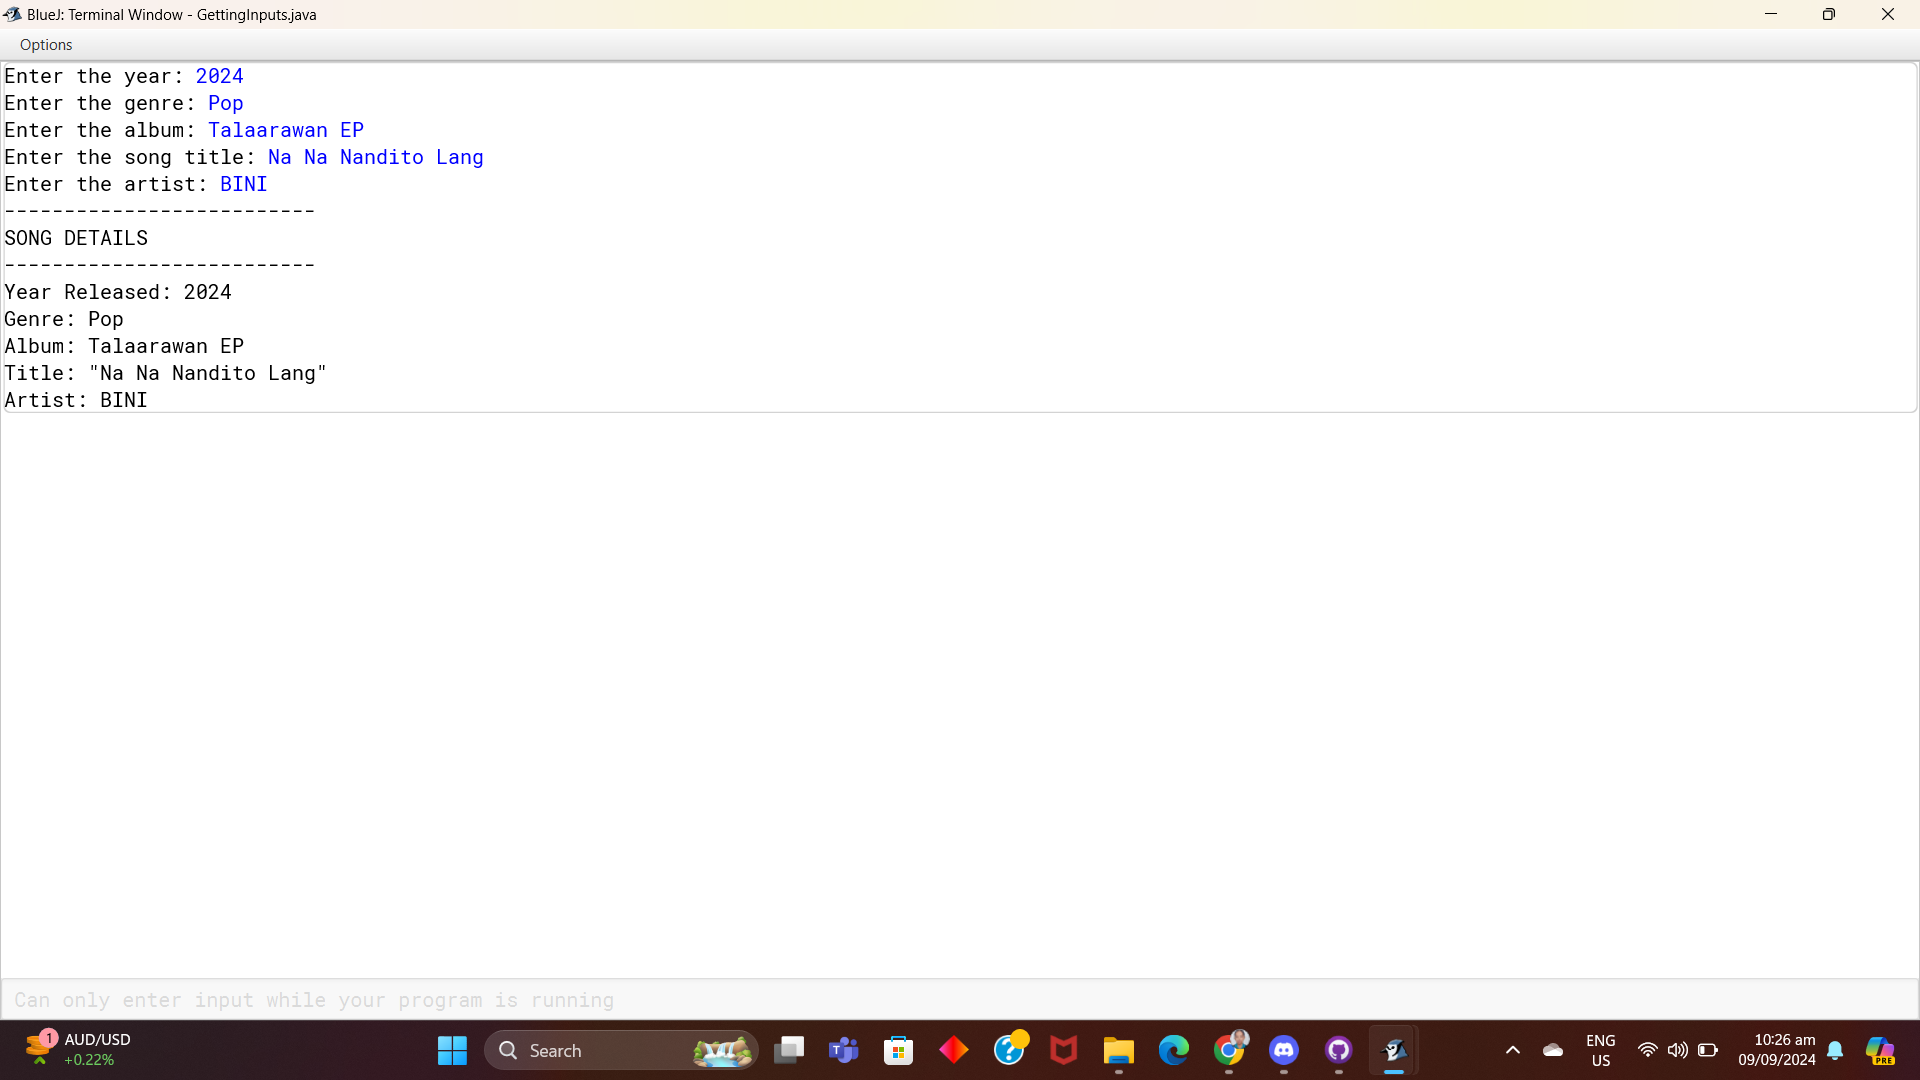 BlueJ: Terminal Window - GettingInputs.java
Options
Enter the year: 2024
Enter the genre: Pop
Enter the album: Talaarawan EP
Enter the song title: Na Na Nandito Lang
Enter the artist: BINI
--------------------------
SONG DETAILS
--------------------------
Year Released: 2024
Genre: Pop
Album: Talaarawan EP
Title: "Na Na Nandito Lang"
Artist: BINI
Can only enter input while your program is running
1
AUD/USD
+0.22%
Search
ENG
US
10:26 am
09/09/2024
PRE